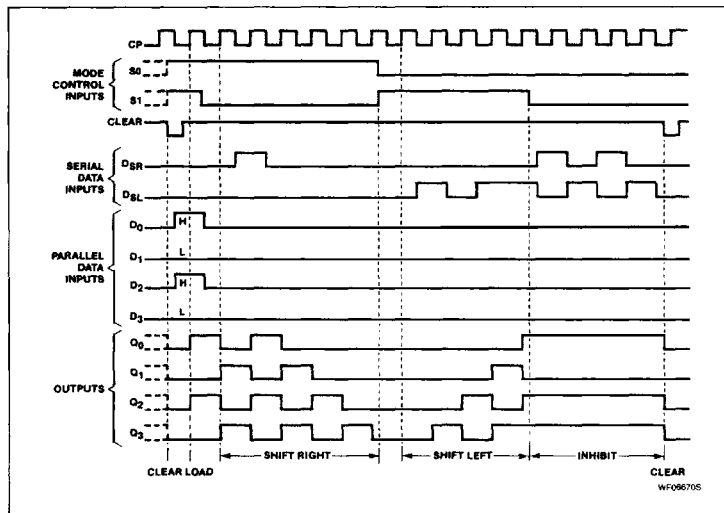 CP
MODE
CONTROL
INPUTS
S0
S1
CLEAR
SERIAL
DATA
INPUTS
DSR
DSL
PARALLEL
DATA
INPUTS
D0
H
D1
L
D2
H
D3
L
OUTPUTS
Q0
Q1
Q2
Q3
SHIFT RIGHT
SHIFT LEFT
INHIBIT
CLEAR LOAD
CLEAR
WF06670S